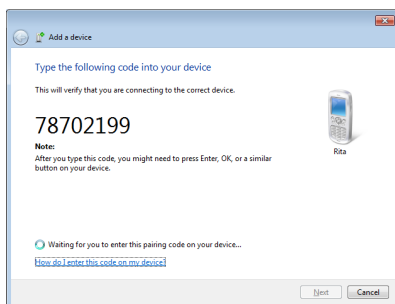 Add a device
Type the following code into your device
This will verify that you are connecting to the correct device.
78702199
Note:
After you type this code, you might need to press Enter, OK, or a similar
button on your device.
Rita
Waiting for you to enter this pairing code on your device...
How do I enter this code on my device?
Next
Cancel